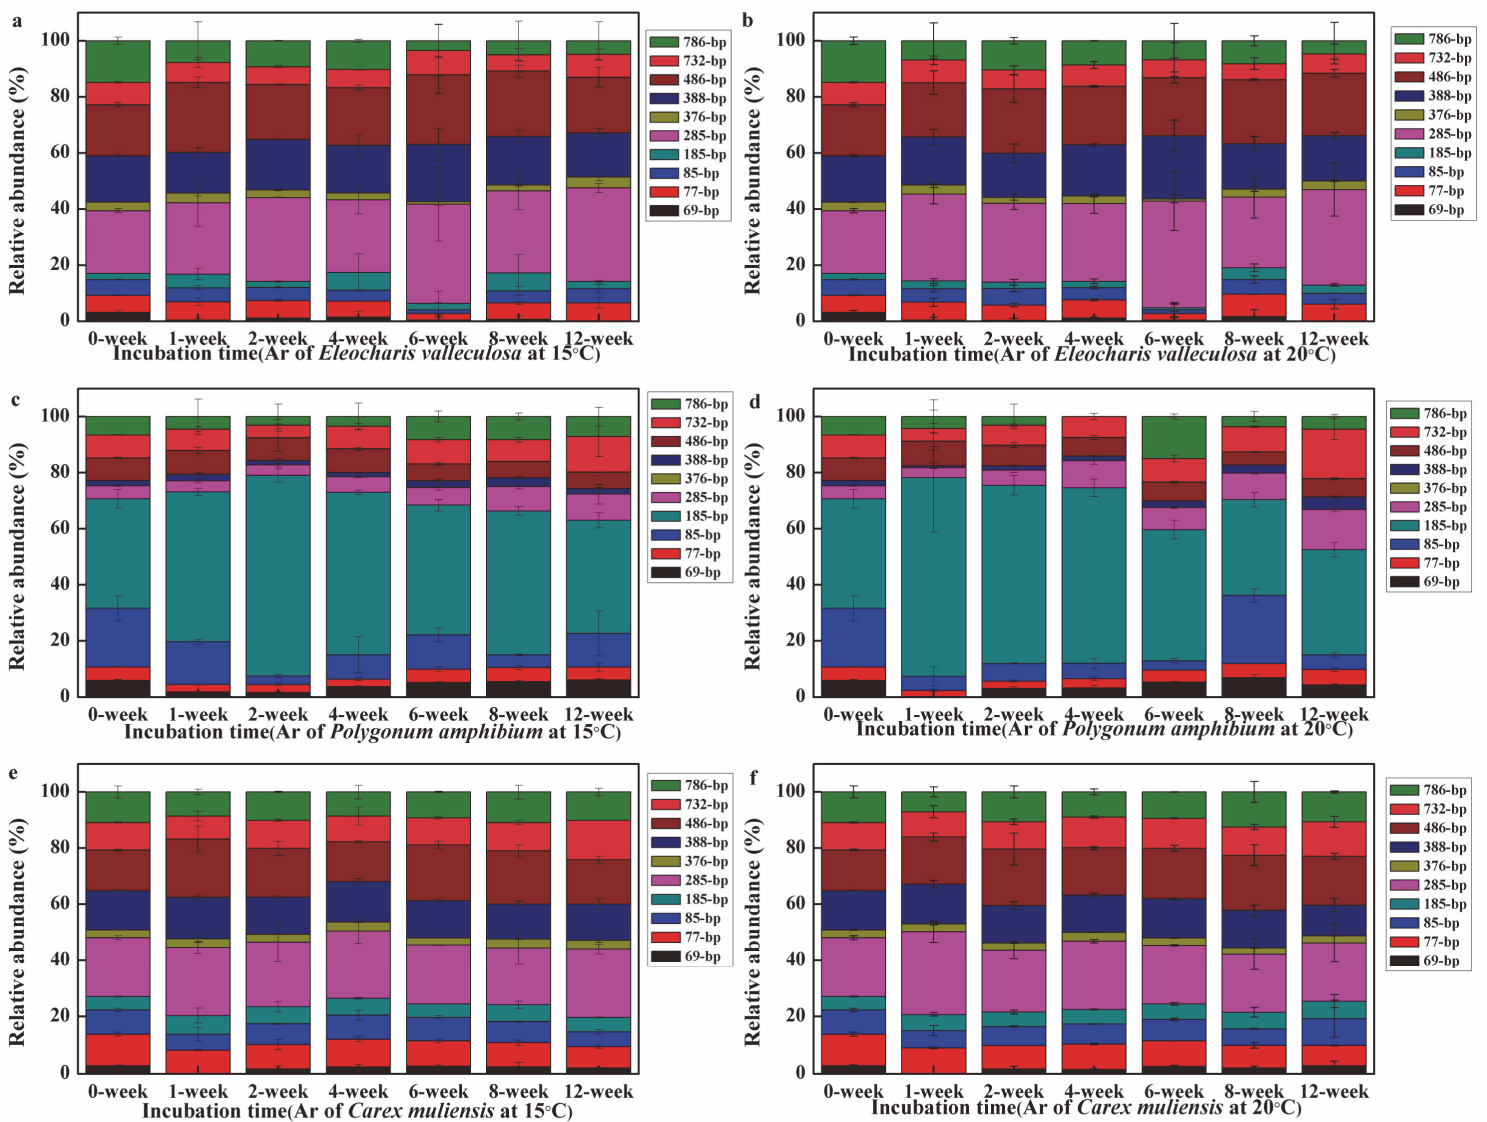 a
Relative abundance (%)
100
80
60
40
20
0
0-week 1-week 2-week 4-week 6-week 8-week 12-week
Incubation time(Ar of Eleocharis valleculosa at 15°C)
786-bp
732-bp
486-bp
388-bp
376-bp
285-bp
185-bp
85-bp
77-bp
69-bp
b
Relative abundance (%)
100
80
60
40
20
0
0-week 1-week 2-week 4-week 6-week 8-week 12-week
Incubation time(Ar of Eleocharis valleculosa at 20°C)
786-bp
732-bp
486-bp
388-bp
376-bp
285-bp
185-bp
85-bp
77-bp
69-bp
c
Relative abundance (%)
100
80
60
40
20
0
0-week 1-week 2-week 4-week 6-week 8-week 12-week
Incubation time(Ar of Polygonum amphibium at 15°C)
786-bp
732-bp
486-bp
388-bp
376-bp
285-bp
185-bp
85-bp
77-bp
69-bp
d
Relative abundance (%)
100
80
60
40
20
0
0-week 1-week 2-week 4-week 6-week 8-week 12-week
Incubation time(Ar of Polygonum amphibium at 20°C)
786-bp
732-bp
486-bp
388-bp
376-bp
285-bp
185-bp
85-bp
77-bp
69-bp
e
Relative abundance (%)
100
80
60
40
20
0
0-week 1-week 2-week 4-week 6-week 8-week 12-week
Incubation time(Ar of Carex muliensis at 15°C)
786-bp
732-bp
486-bp
388-bp
376-bp
285-bp
185-bp
85-bp
77-bp
69-bp
f
Relative abundance (%)
100
80
60
40
20
0
0-week 1-week 2-week 4-week 6-week 8-week 12-week
Incubation time(Ar of Carex muliensis at 20°C)
786-bp
732-bp
486-bp
388-bp
376-bp
285-bp
185-bp
85-bp
77-bp
69-bp